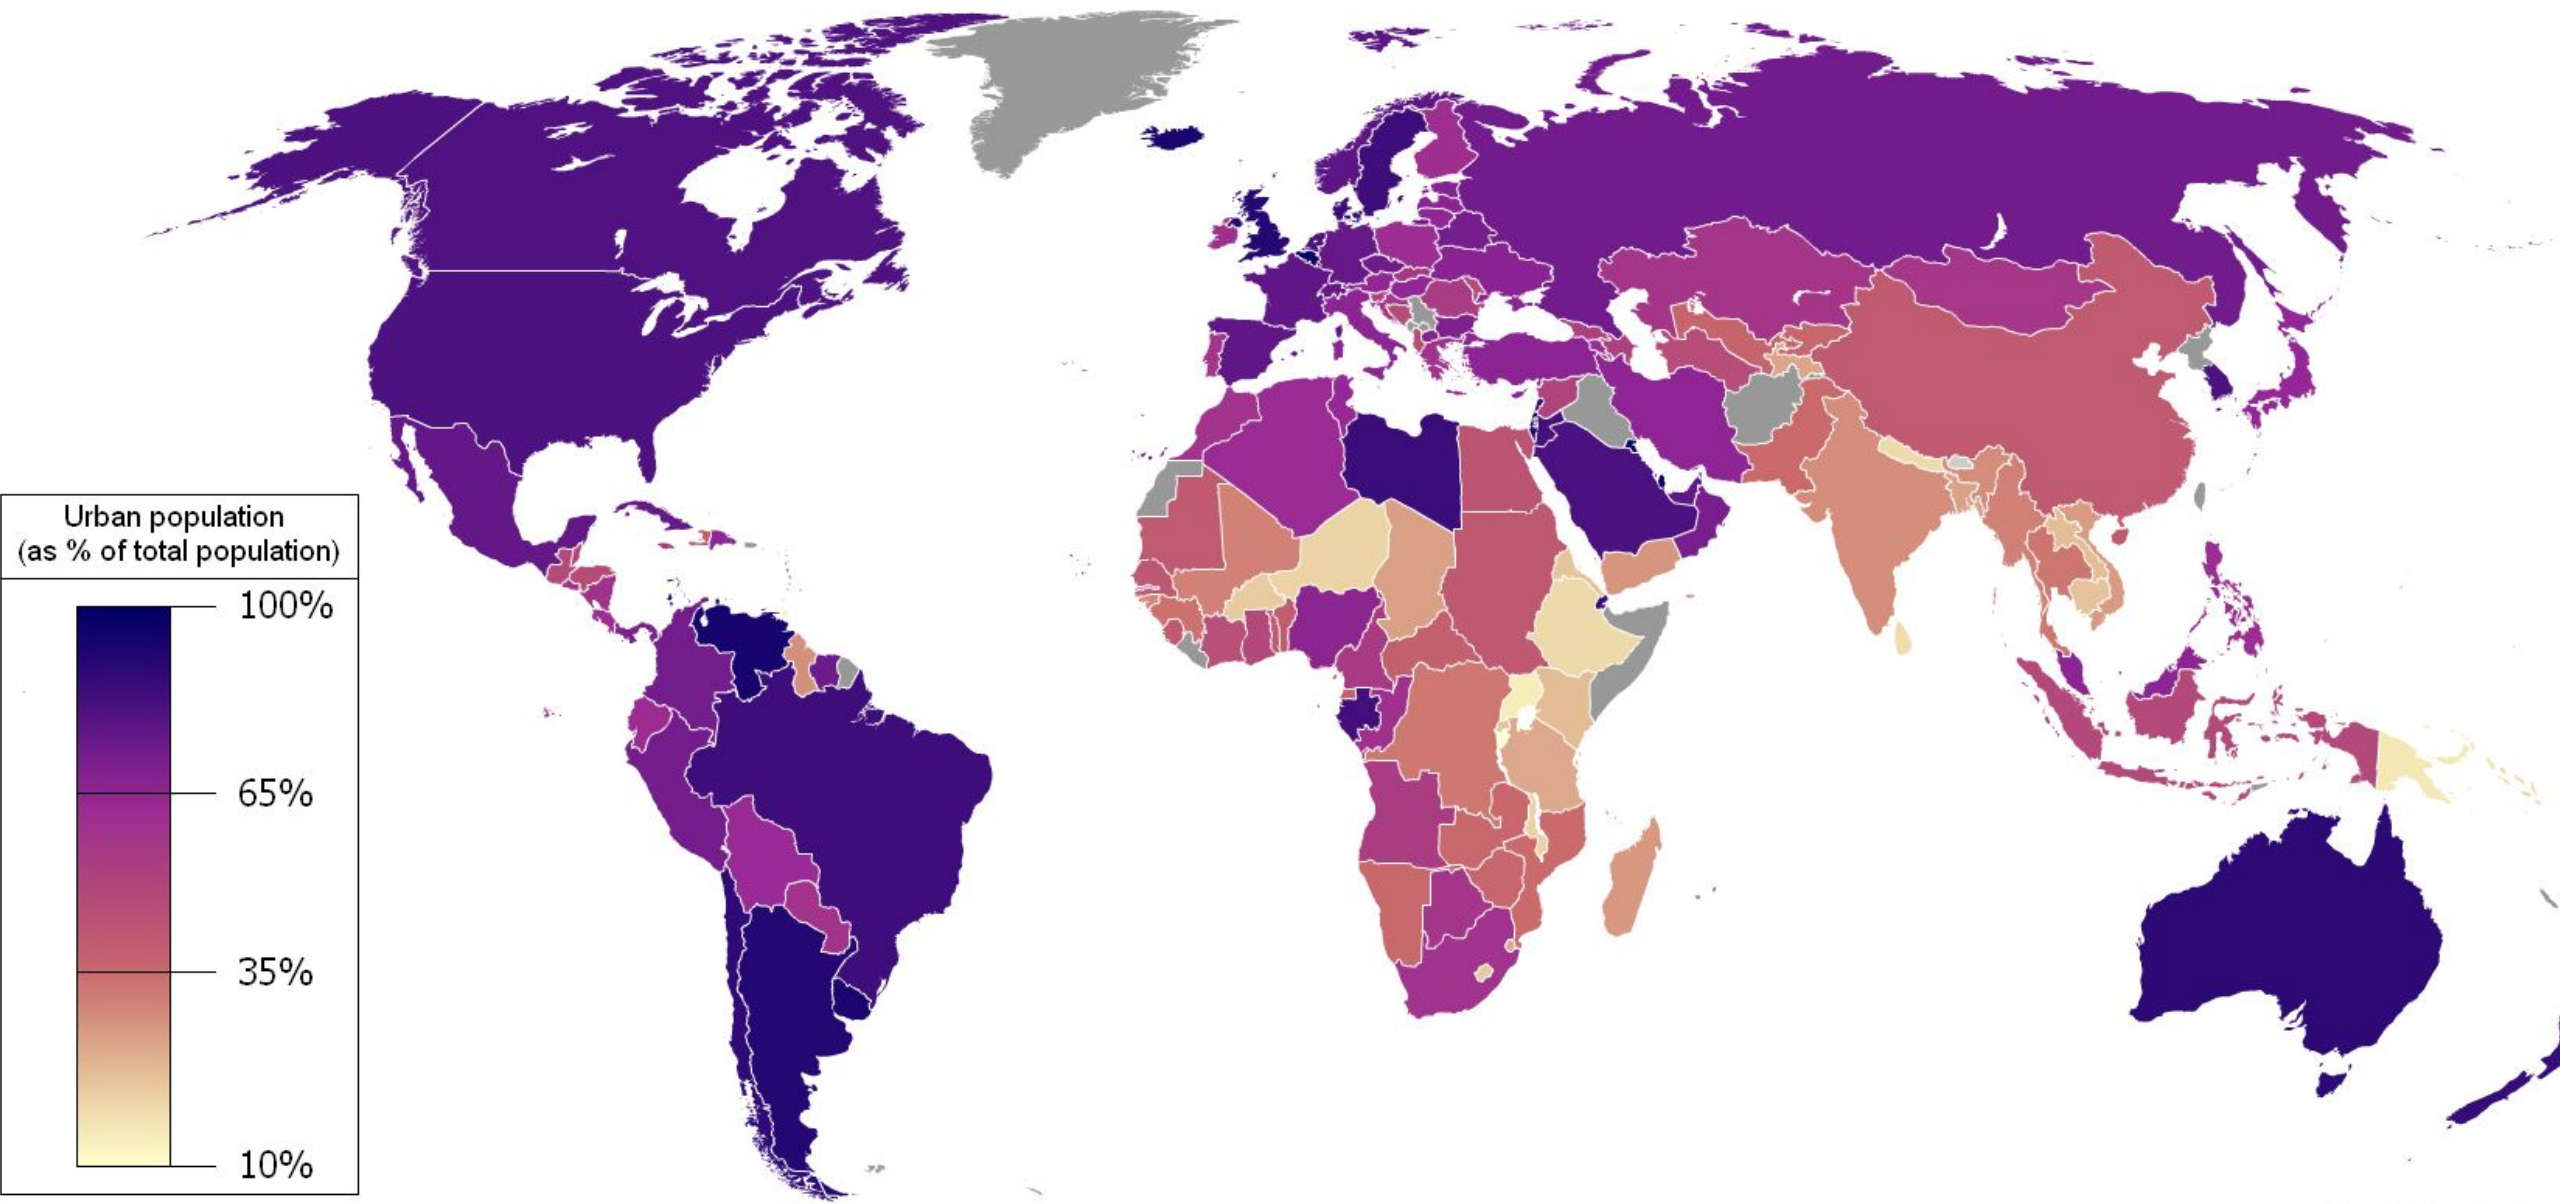 Urban population
(as % of total population)
100%
65%
35%
10%